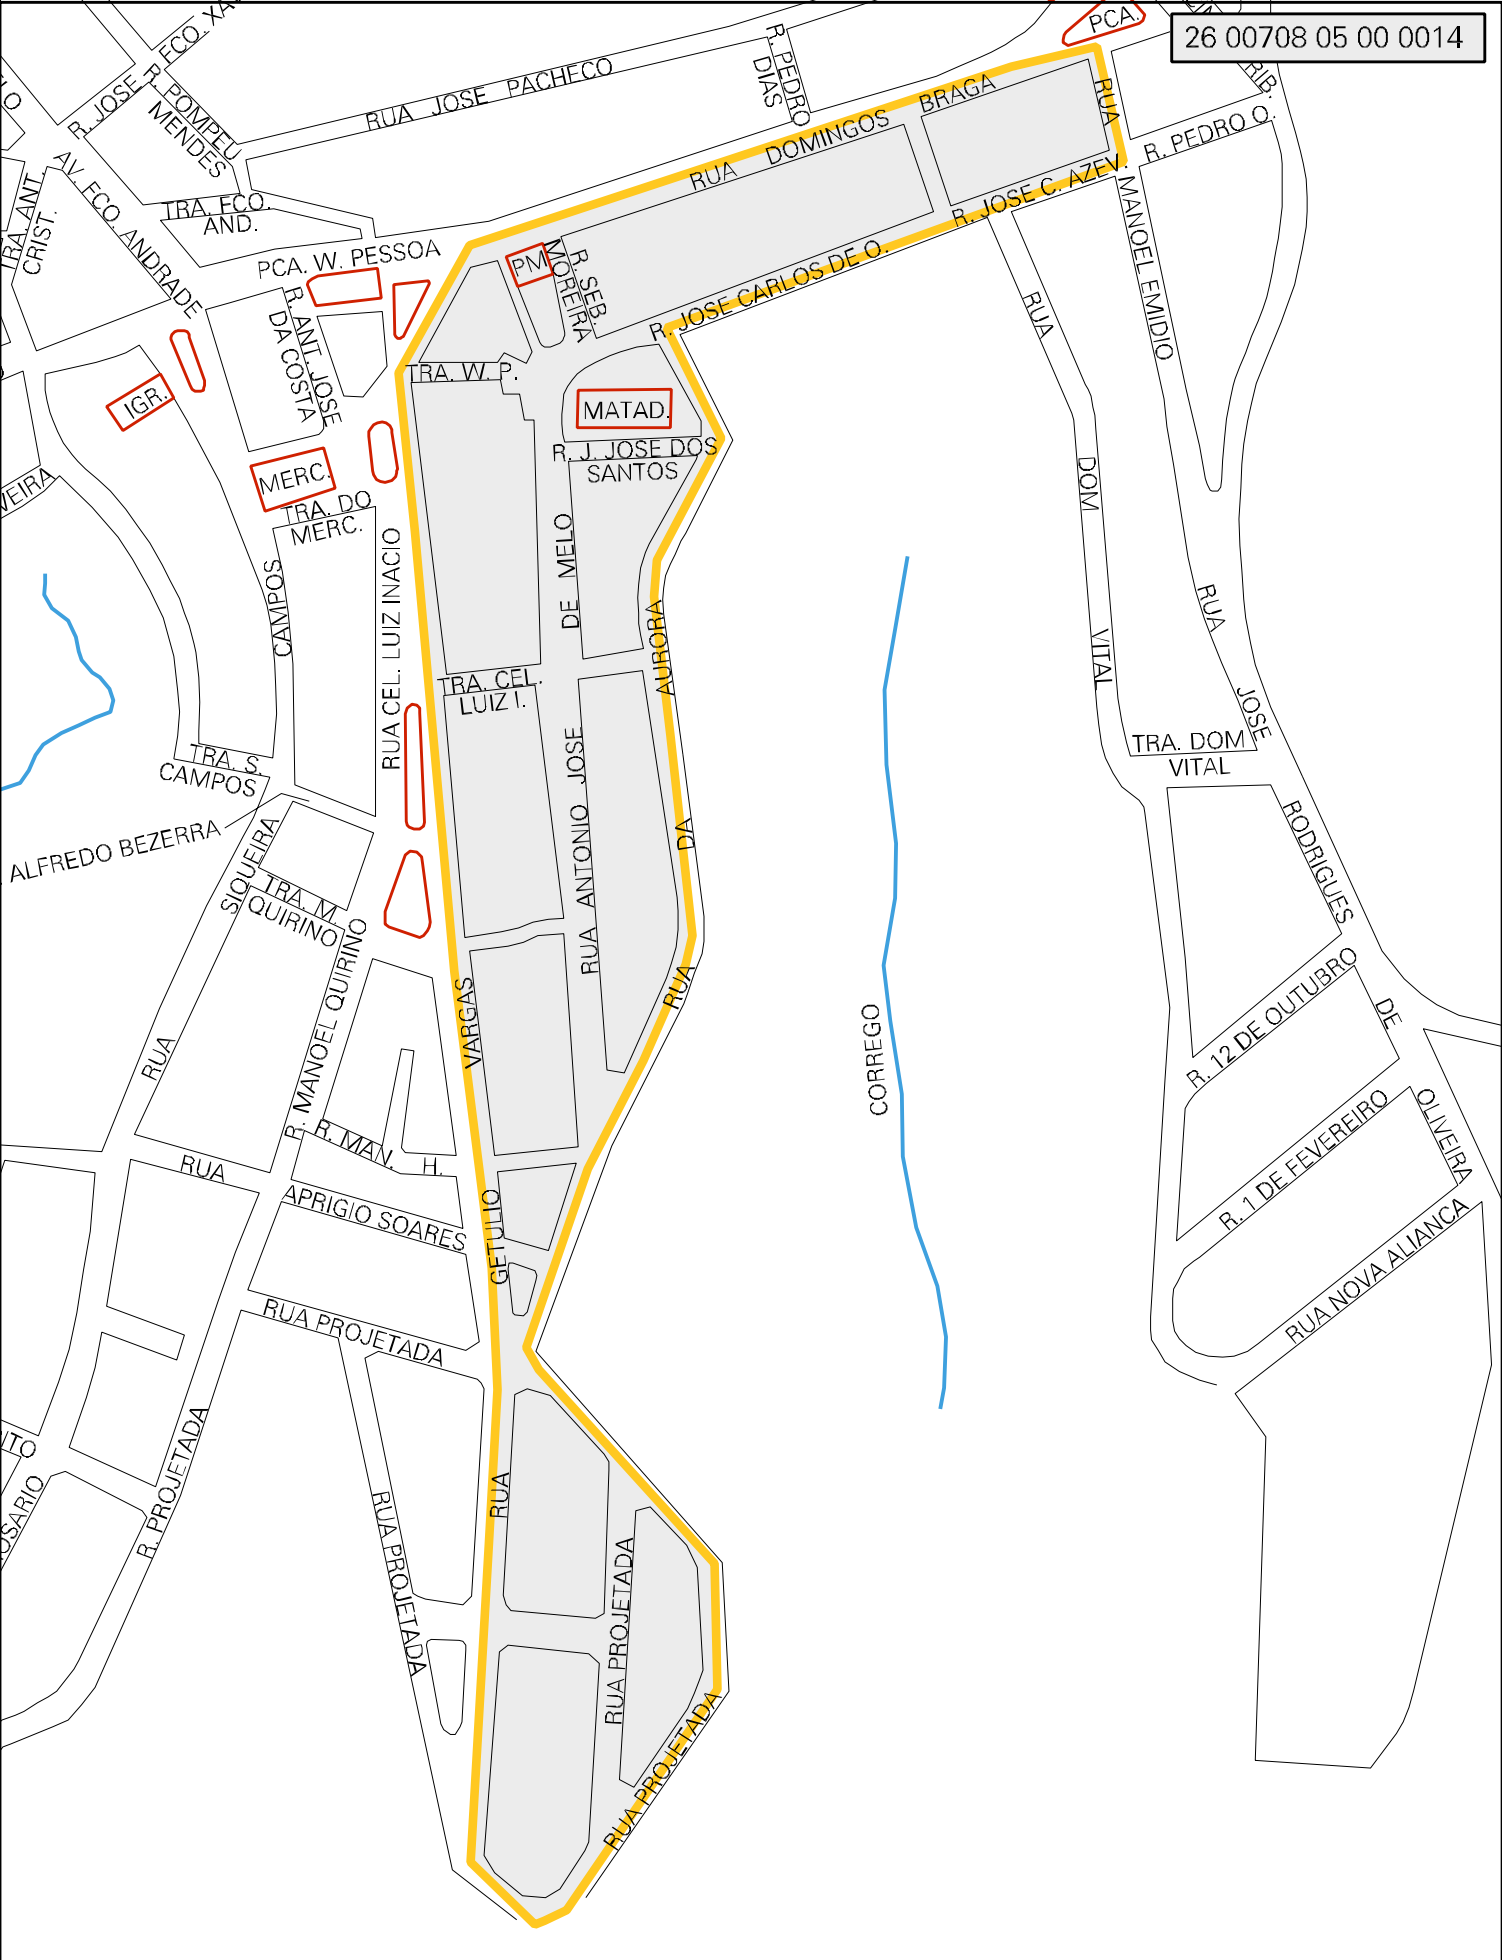 26 00708 05 00 0014
PCA.
R. JOSE FCO.
R. POMPEU
MENDES
RUA JOSE PACHECO
R. PEDRO
DIAS
RIB.
R. PEDRO O.
RUA DOMINGOS BRAGA
RUA
MANOEL EMIDIO
R. JOSE C. AZEV.
R. JOSE CARLOS DE O.
TRA. ANT.
CRIST.
AV. FCO. ANDRADE
TRA. FCO.
AND.
PCA. W. PESSOA
PM
R. SEB.
MOREIRA
R. ANT. JOSE
DA COSTA
TRA. W. P.
IGR.
MATAD.
R. J. JOSE DOS
SANTOS
MERC.
TRA. DO
MERC.
RUA CEL. LUIZ INACIO
RUA SIQUEIRA CAMPOS
RUA ANTONIO JOSE DE MELO
RUA DA AURORA
TRA. CEL.
LUIZ I.
TRA. S.
CAMPOS
ALFREDO BEZERRA
TRA. M.
QUIRINO
R. MANOEL QUIRINO
RUA GETULIO VARGAS
CORREGO
RUA DOM VITAL
RUA JOSE RODRIGUES DE OLIVEIRA
TRA. DOM
VITAL
R. 12 DE OUTUBRO
R. 1 DE FEVEREIRO
RUA NOVA ALIANCA
R. MAN. H.
RUA APRIGIO SOARES
RUA PROJETADA
R. PROJETADA
RUA PROJETADA
RUA PROJETADA
RUA PROJETADA